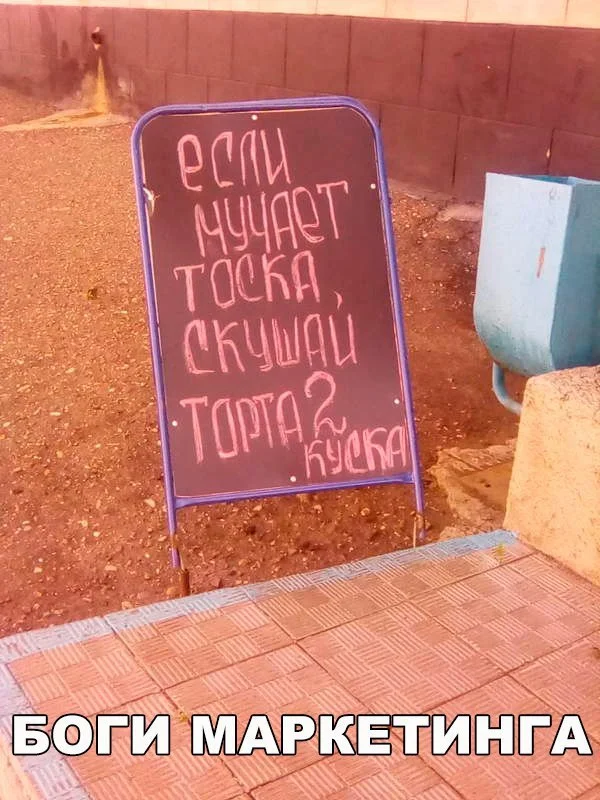 если
мучает
тоска,
скушай
торта 2
куска
БОГИ МАРКЕТИНГА